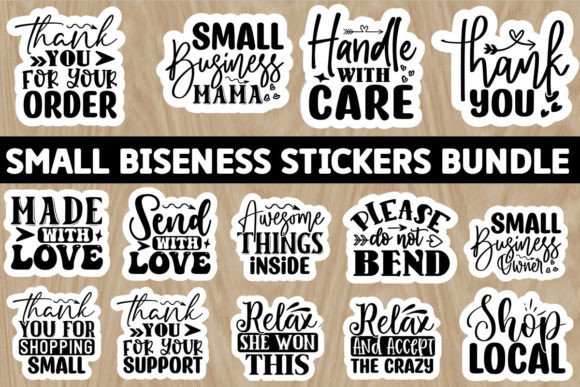 Thank
YOU
FOR YOUR
ORDER
SMALL
Business
MAMA
Handle
WITH
CARE
Thank
YOU
SMALL BISENESS STICKERS BUNDLE
MADE
WITH
LOVE
Send
WITH
LOVE
Awesome
THINGS
INSIDE
PLEASE
do not
BEND
SMALL
Business
Owner
Thank
YOU FOR
SHOPPING
SMALL
Thank
YOU
FOR YOUR
SUPPORT
Relax
SHE WON
THIS
Relax
AND ACCEPT
THE CRAZY
Shop
LOCAL